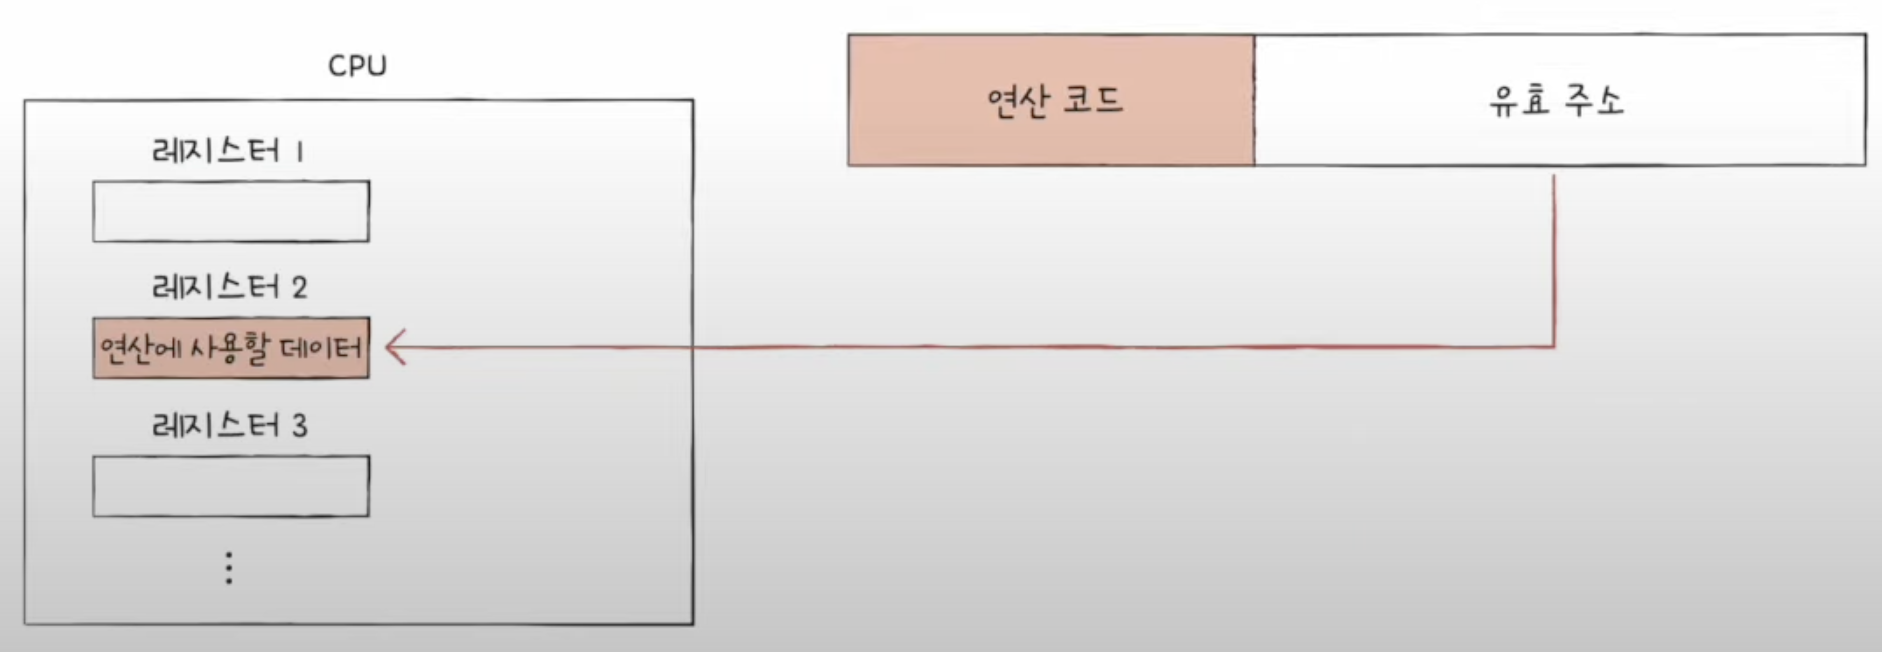 CPU
레지스터 1
레지스터 2
연산에 사용할 데이터
레지스터 3
연산 코드
유효 주소